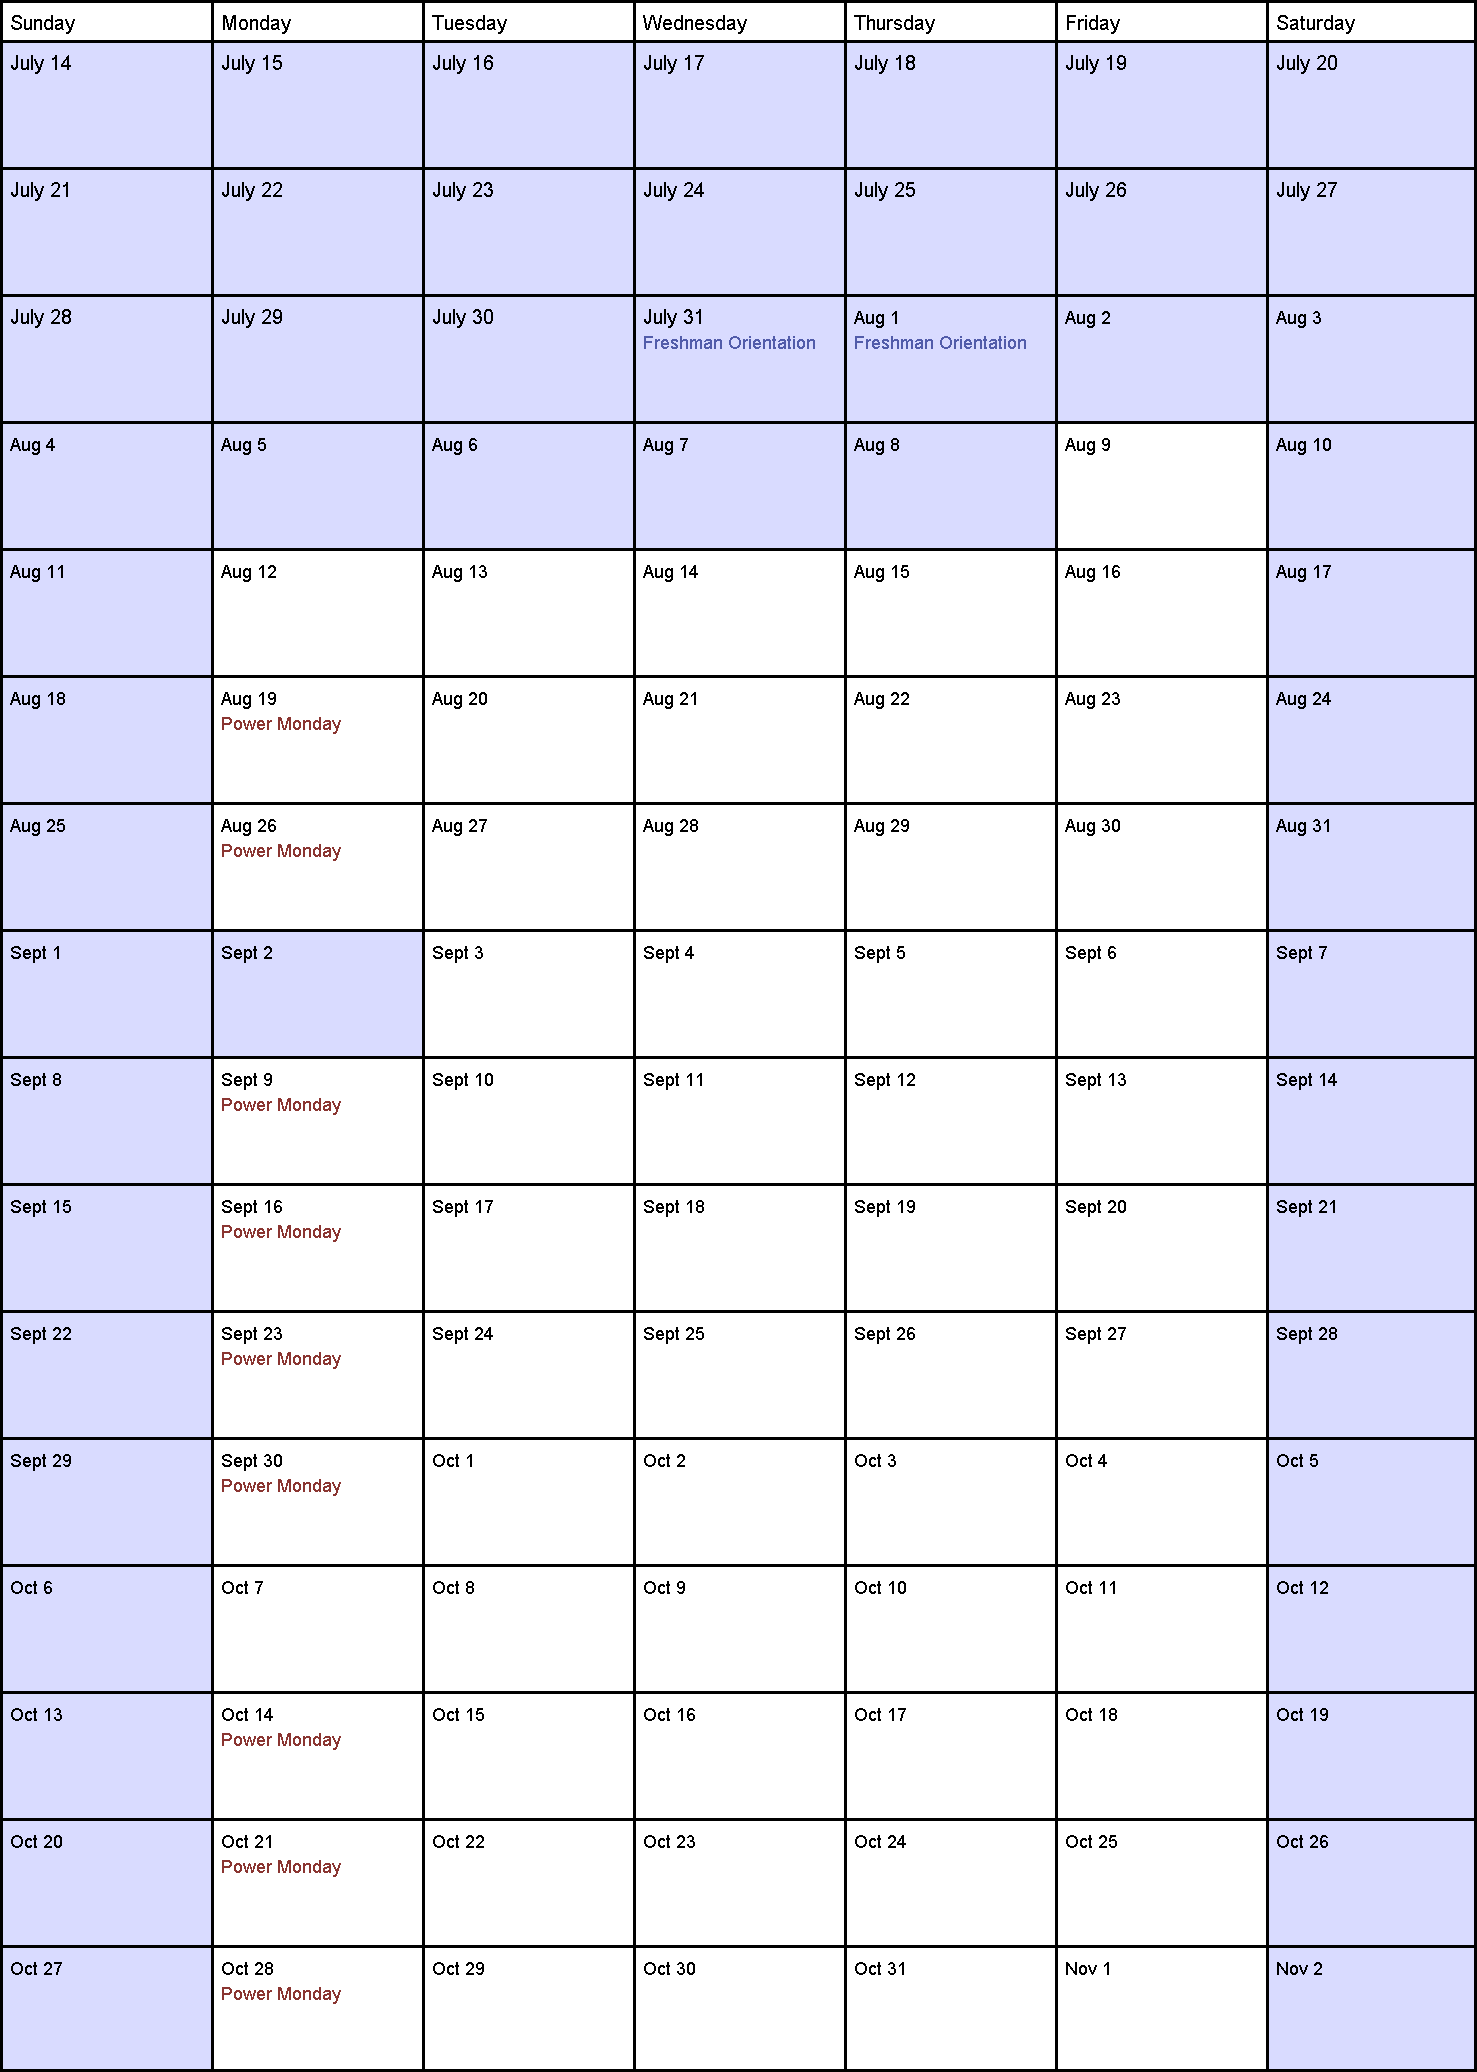 Sunday Monday Tuesday Wednesday Thursday Friday Saturday
July 14 July 15 July 16 July 17 July 18 July 19 July 20
July 21 July 22 July 23 July 24 July 25 July 26 July 27
July 28 July 29 July 30 July 31 Aug 1 Aug 2 Aug 3
Freshman Orientation Freshman Orientation
Aug 4 Aug 5 Aug 6 Aug 7 Aug 8 Aug 9 Aug 10
Aug 11 Aug 12 Aug 13 Aug 14 Aug 15 Aug 16 Aug 17
Aug 18 Aug 19 Aug 20 Aug 21 Aug 22 Aug 23 Aug 24
Power Monday
Aug 25 Aug 26 Aug 27 Aug 28 Aug 29 Aug 30 Aug 31
Power Monday
Sept 1 Sept 2 Sept 3 Sept 4 Sept 5 Sept 6 Sept 7
Sept 8 Sept 9 Sept 10 Sept 11 Sept 12 Sept 13 Sept 14
Power Monday
Sept 15 Sept 16 Sept 17 Sept 18 Sept 19 Sept 20 Sept 21
Power Monday
Sept 22 Sept 23 Sept 24 Sept 25 Sept 26 Sept 27 Sept 28
Power Monday
Sept 29 Sept 30 Oct 1 Oct 2 Oct 3 Oct 4 Oct 5
Power Monday
Oct 6 Oct 7 Oct 8 Oct 9 Oct 10 Oct 11 Oct 12
Oct 13 Oct 14 Oct 15 Oct 16 Oct 17 Oct 18 Oct 19
Power Monday
Oct 20 Oct 21 Oct 22 Oct 23 Oct 24 Oct 25 Oct 26
Power Monday
Oct 27 Oct 28 Oct 29 Oct 30 Oct 31 Nov 1 Nov 2
Power Monday